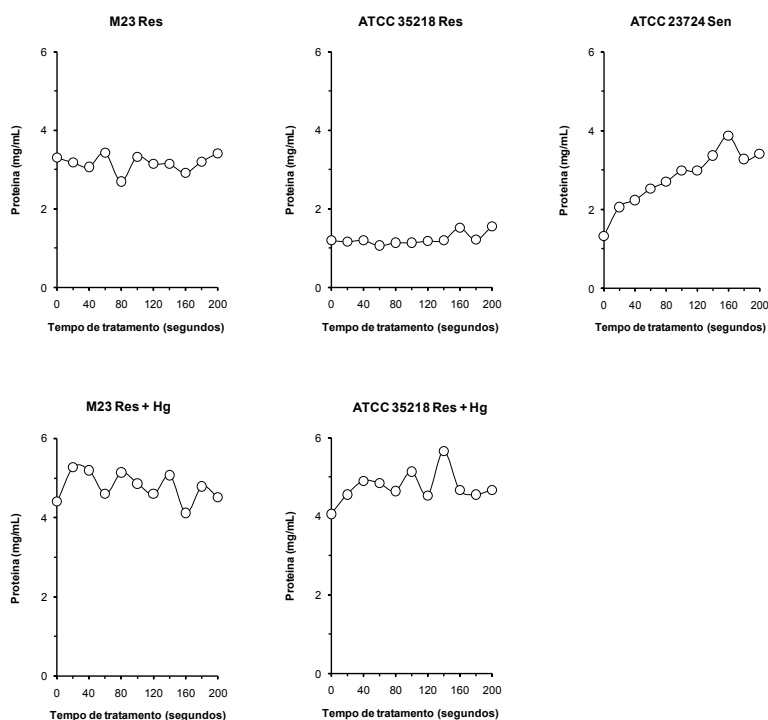 M23 Res
ATCC 35218 Res
ATCC 23724 Sen
6
4
2
0
Proteina (mg/mL)
0 40 80 120 160 200
Tempo de tratamento (segundos)
6
4
2
0
Proteina (mg/mL)
0 40 80 120 160 200
Tempo de tratamento (segundos)
6
4
2
0
Proteina (mg/mL)
0 40 80 120 160 200
Tempo de tratamento (segundos)
M23 Res + Hg
ATCC 35218 Res + Hg
6
4
2
0
Proteina (mg/mL)
0 40 80 120 160 200
Tempo de tratamento (segundos)
6
4
2
0
Proteina (mg/mL)
0 40 80 120 160 200
Tempo de tratamento (segundos)